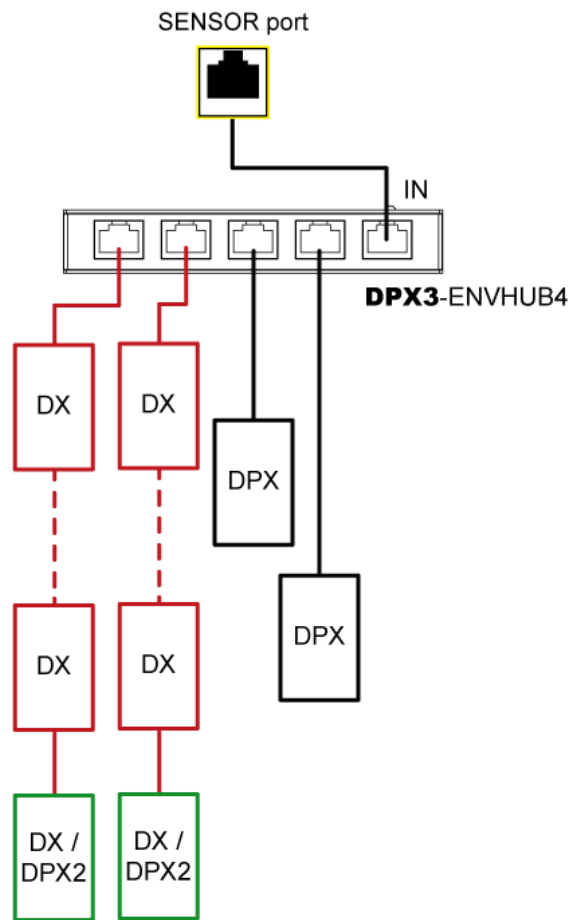 SENSOR port
IN
DPX3-ENVHUB4
DX
DX
DPX
DPX
DX
DX
DX /
DPX2
DX /
DPX2